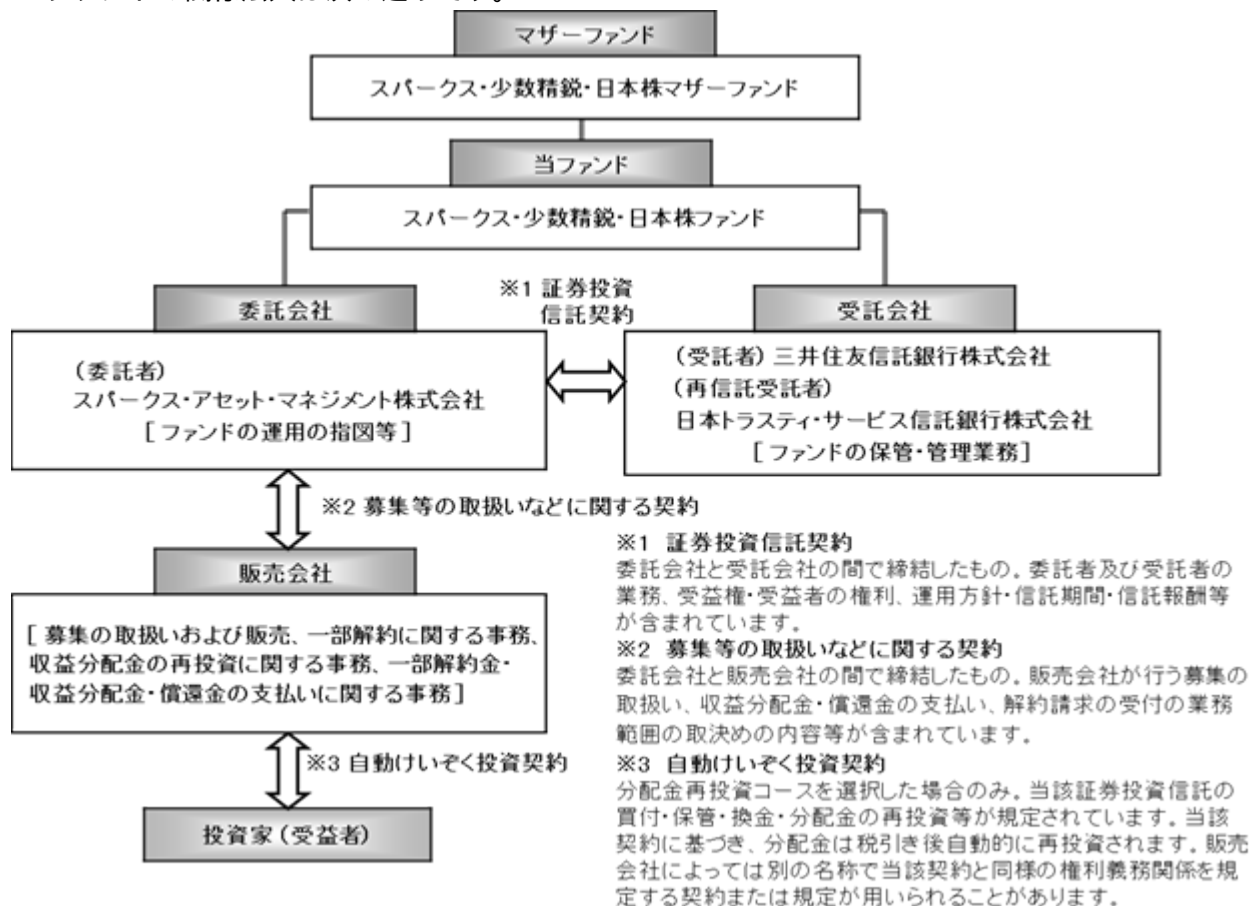 マザーファンド
スパークス・少数精鋭・日本株マザーファンド
当ファンド
スパークス・少数精鋭・日本株ファンド
※1 証券投資
信託契約
委託会社
(委託者)
スパークス・アセット・マネジメント株式会社
[ファンドの運用の指図等]
受託会社
(受託者) 三井住友信託銀行株式会社
(再信託受託者)
日本トラスティ・サービス信託銀行株式会社
[ファンドの保管・管理業務]
※2 募集等の取扱いなどに関する契約
販売会社
[募集の取扱いおよび販売、一部解約に関する事務、
収益分配金の再投資に関する事務、一部解約金・
収益分配金・償還金の支払いに関する事務]
※3 自動けいぞく投資契約
投資家(受益者)
※1 証券投資信託契約
委託会社と受託会社の間で締結したもの。委託者及び受託者の
業務、受益権・受益者の権利、運用方針・信託期間・信託報酬等
が含まれています。
※2 募集等の取扱いなどに関する契約
委託会社と販売会社の間で締結したもの。販売会社が行う募集の
取扱い、収益分配金・償還金の支払い、解約請求の受付の業務
範囲の取決めの内容等が含まれています。
※3 自動けいぞく投資契約
分配金再投資コースを選択した場合のみ。当該証券投資信託の
買付・保管・換金・分配金の再投資等が規定されています。当該
契約に基づき、分配金は税引き後自動的に再投資されます。販売
会社によっては別の名称で当該契約と同様の権利義務関係を規
定する契約または規定が用いられることがあります。